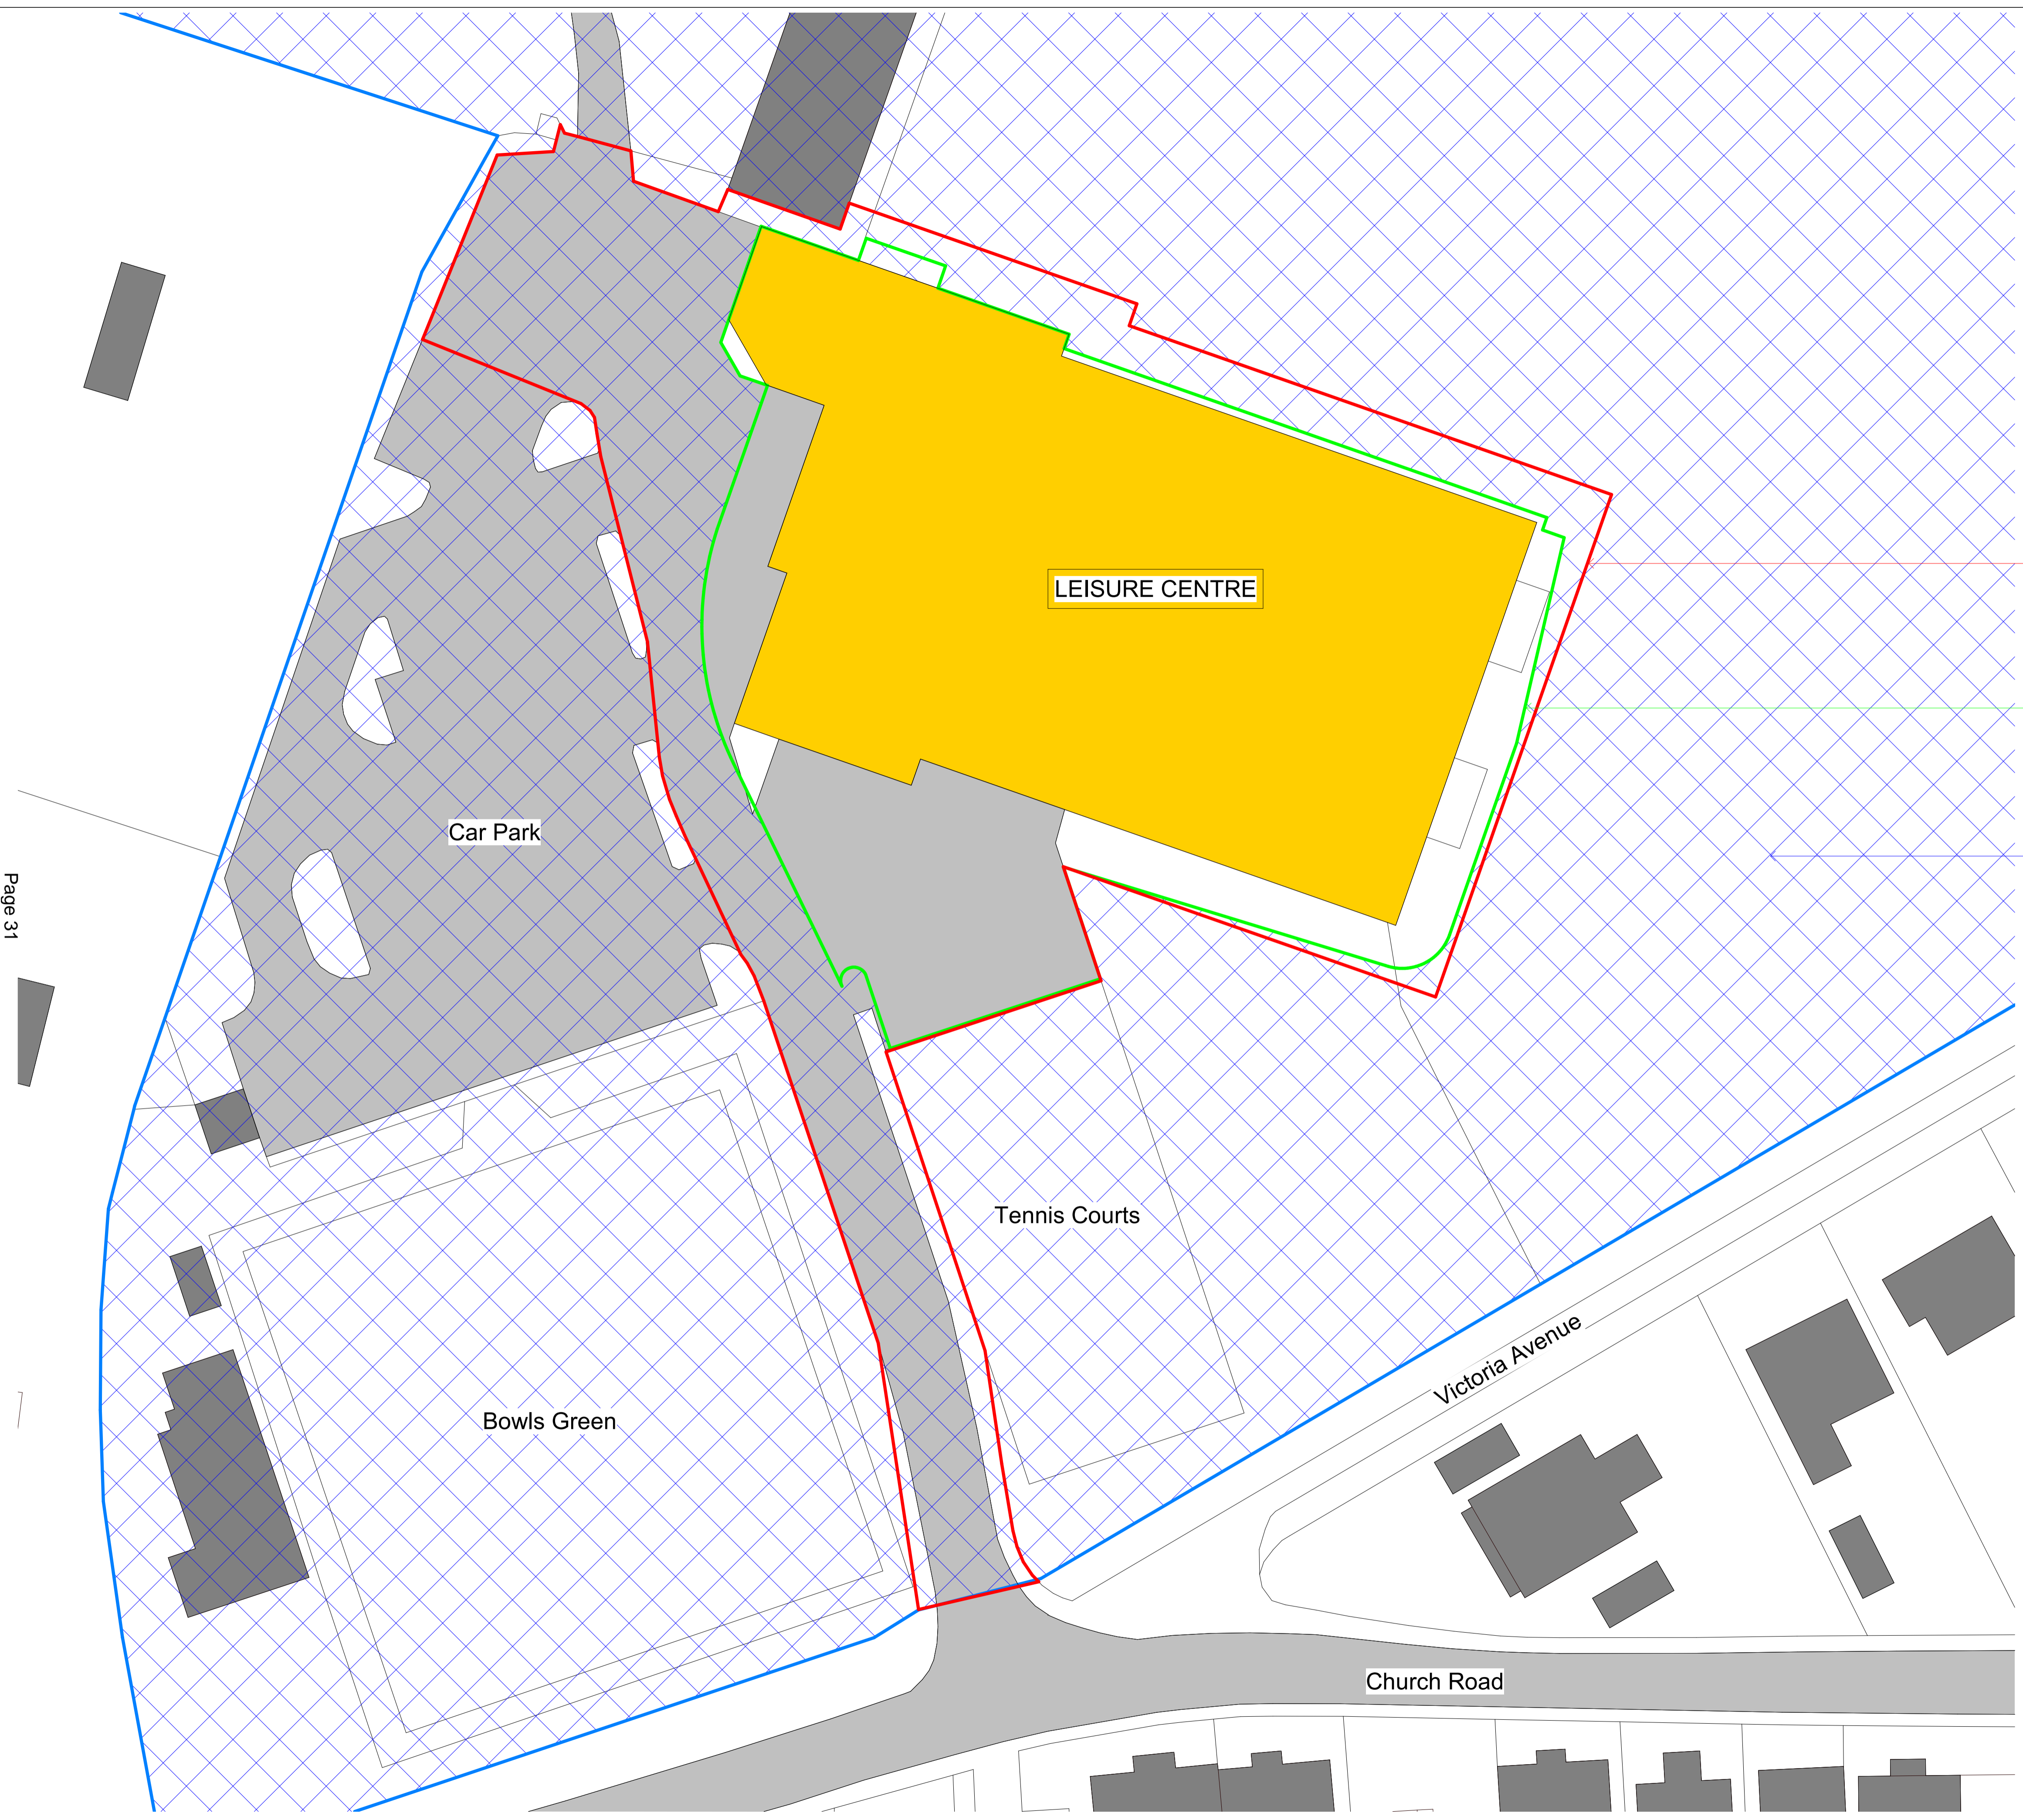 LEISURE CENTRE
Car Park
Page 31
Tennis Courts
Victoria Avenue
Bowls Green
Church Road